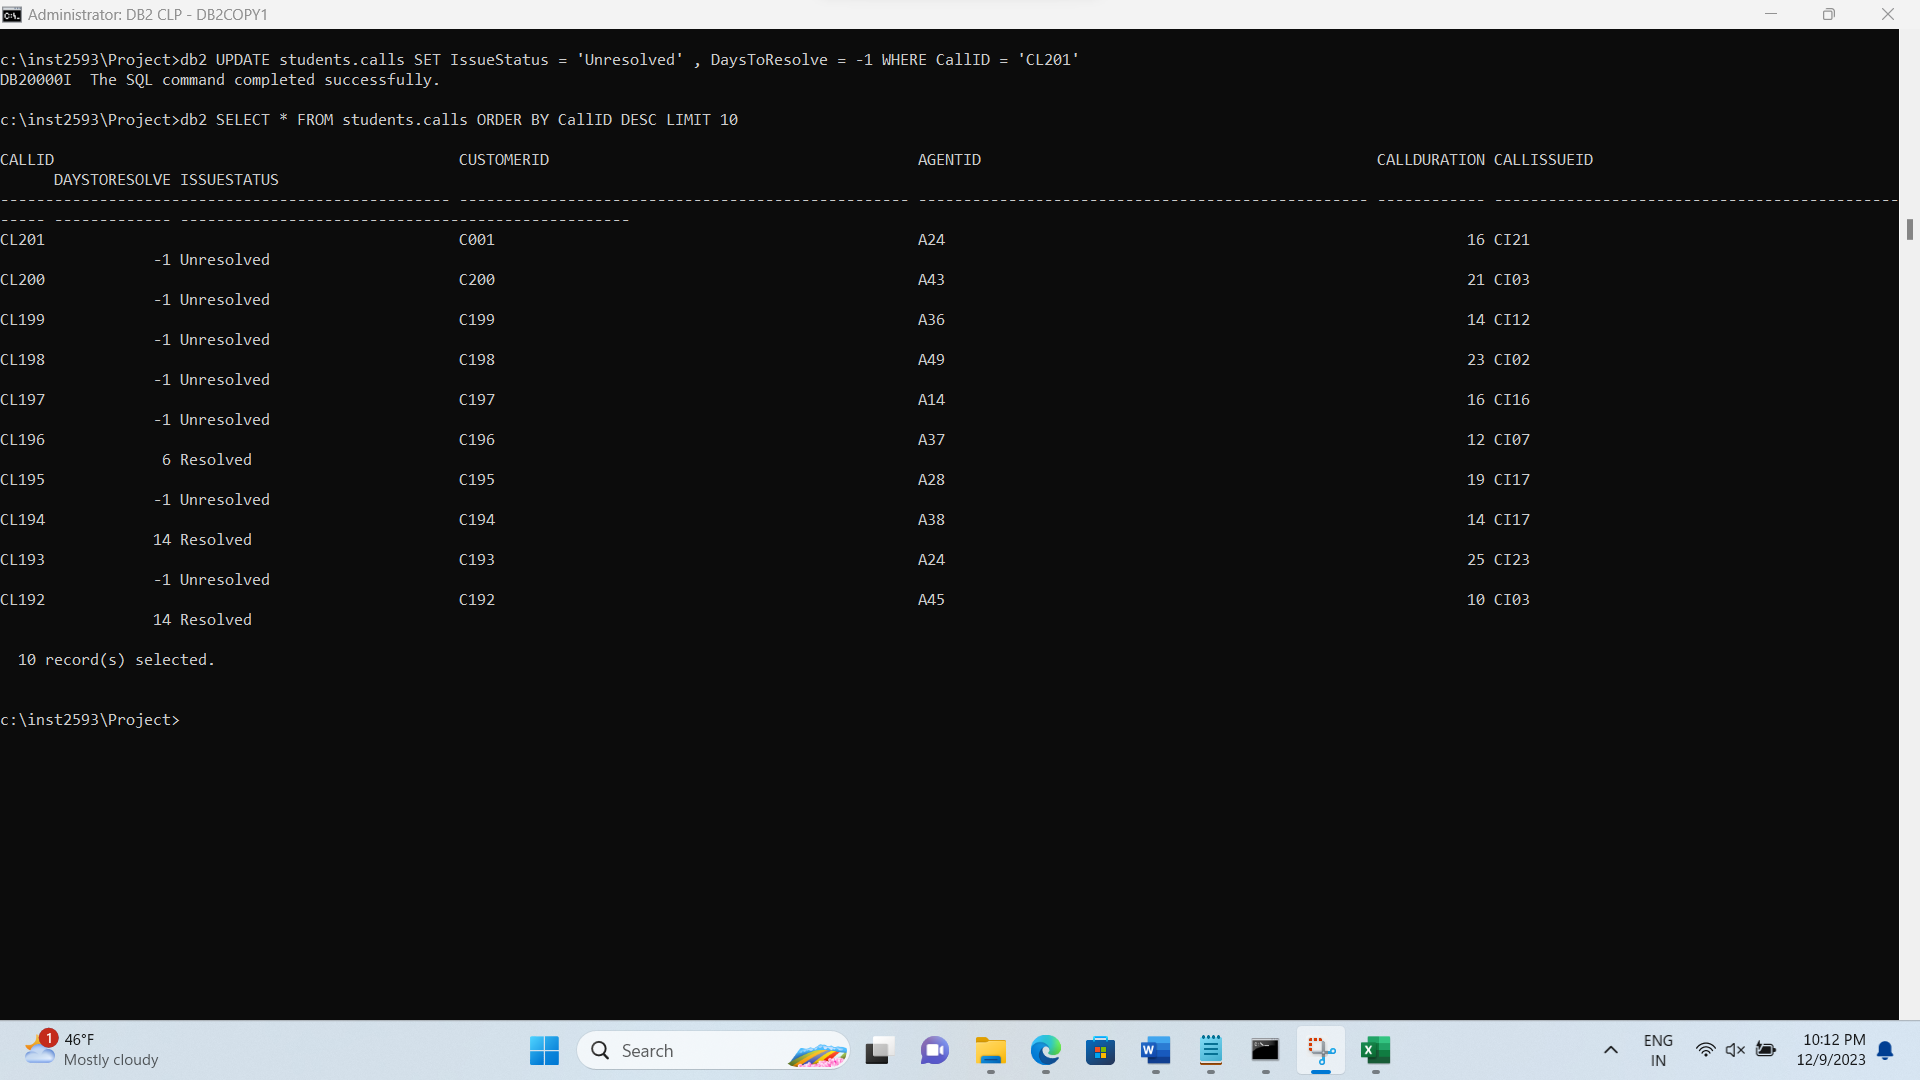 Administrator: DB2 CLP - DB2COPY1
c:\inst2593\Project>db2 UPDATE students.calls SET IssueStatus = 'Unresolved' , DaysToResolve = -1 WHERE CallID = 'CL201'
DB20000I  The SQL command completed successfully.
c:\inst2593\Project>db2 SELECT * FROM students.calls ORDER BY CallID DESC LIMIT 10
CALLID CUSTOMERID AGENTID CALLDURATION CALLISSUEID
DAYSTORESOLVE ISSUESTATUS
-------------------------------------------------- -------------------------------------------------- -------------------------------------------------- ------------ ---------------------------------------------
----- ------------- --------------------------------------------------
CL201 C001 A24 16 CI21
-1 Unresolved
CL200 C200 A43 21 CI03
-1 Unresolved
CL199 C199 A36 14 CI12
-1 Unresolved
CL198 C198 A49 23 CI02
-1 Unresolved
CL197 C197 A14 16 CI16
-1 Unresolved
CL196 C196 A37 12 CI07
6 Resolved
CL195 C195 A28 19 CI17
-1 Unresolved
CL194 C194 A38 14 CI17
14 Resolved
CL193 C193 A24 25 CI23
-1 Unresolved
CL192 C192 A45 10 CI03
14 Resolved
10 record(s) selected.
c:\inst2593\Project>
1 46°F
Mostly cloudy
Search
ENG
IN
10:12 PM
12/9/2023